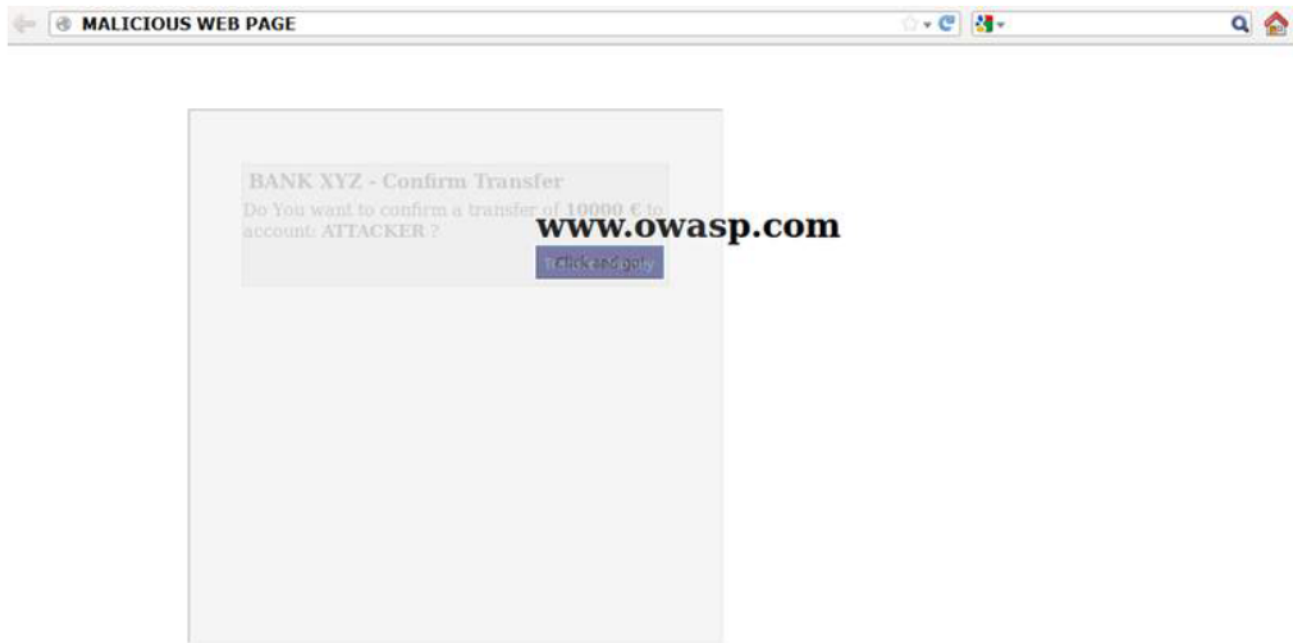 MALICIOUS WEB PAGE
BANK XYZ - Confirm Transfer
Do You want to confirm a transfer of 10000 € to
account: ATTACKER ?
www.owasp.com
Click and go!